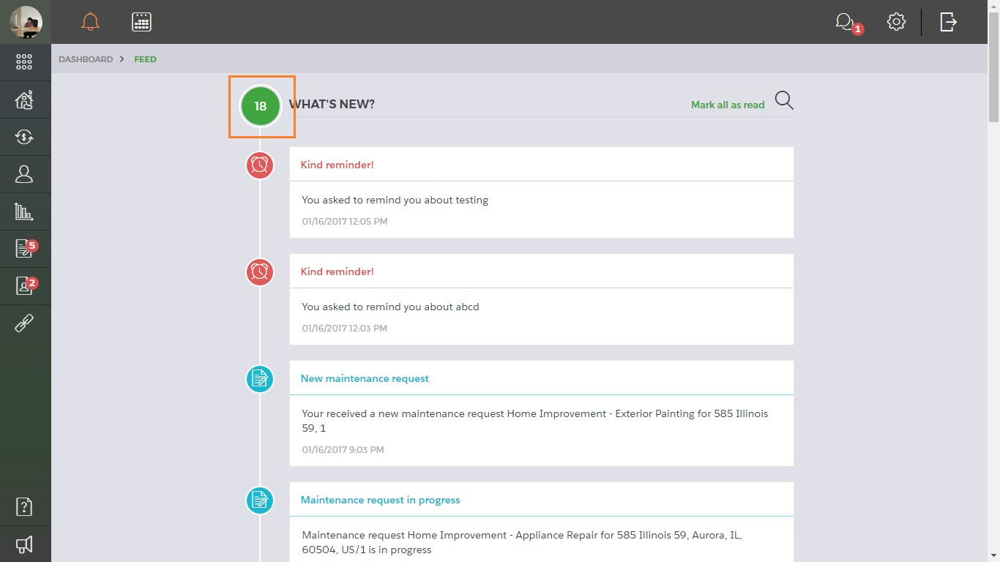 1
DASHBOARD > FEED
18
WHAT'S NEW?
Mark all as read
Kind reminder!
You asked to remind you about testing
01/16/2017 12:05 PM
Kind reminder!
You asked to remind you about abcd
01/16/2017 12:03 PM
5
2
New maintenance request
Your received a new maintenance request Home Improvement - Exterior Painting for 585 Illinois
59, 1
01/16/2017 9:03 PM
Maintenance request in progress
Maintenance request Home Improvement - Appliance Repair for 585 Illinois 59, Aurora, IL,
60504, US/1 is in progress
?